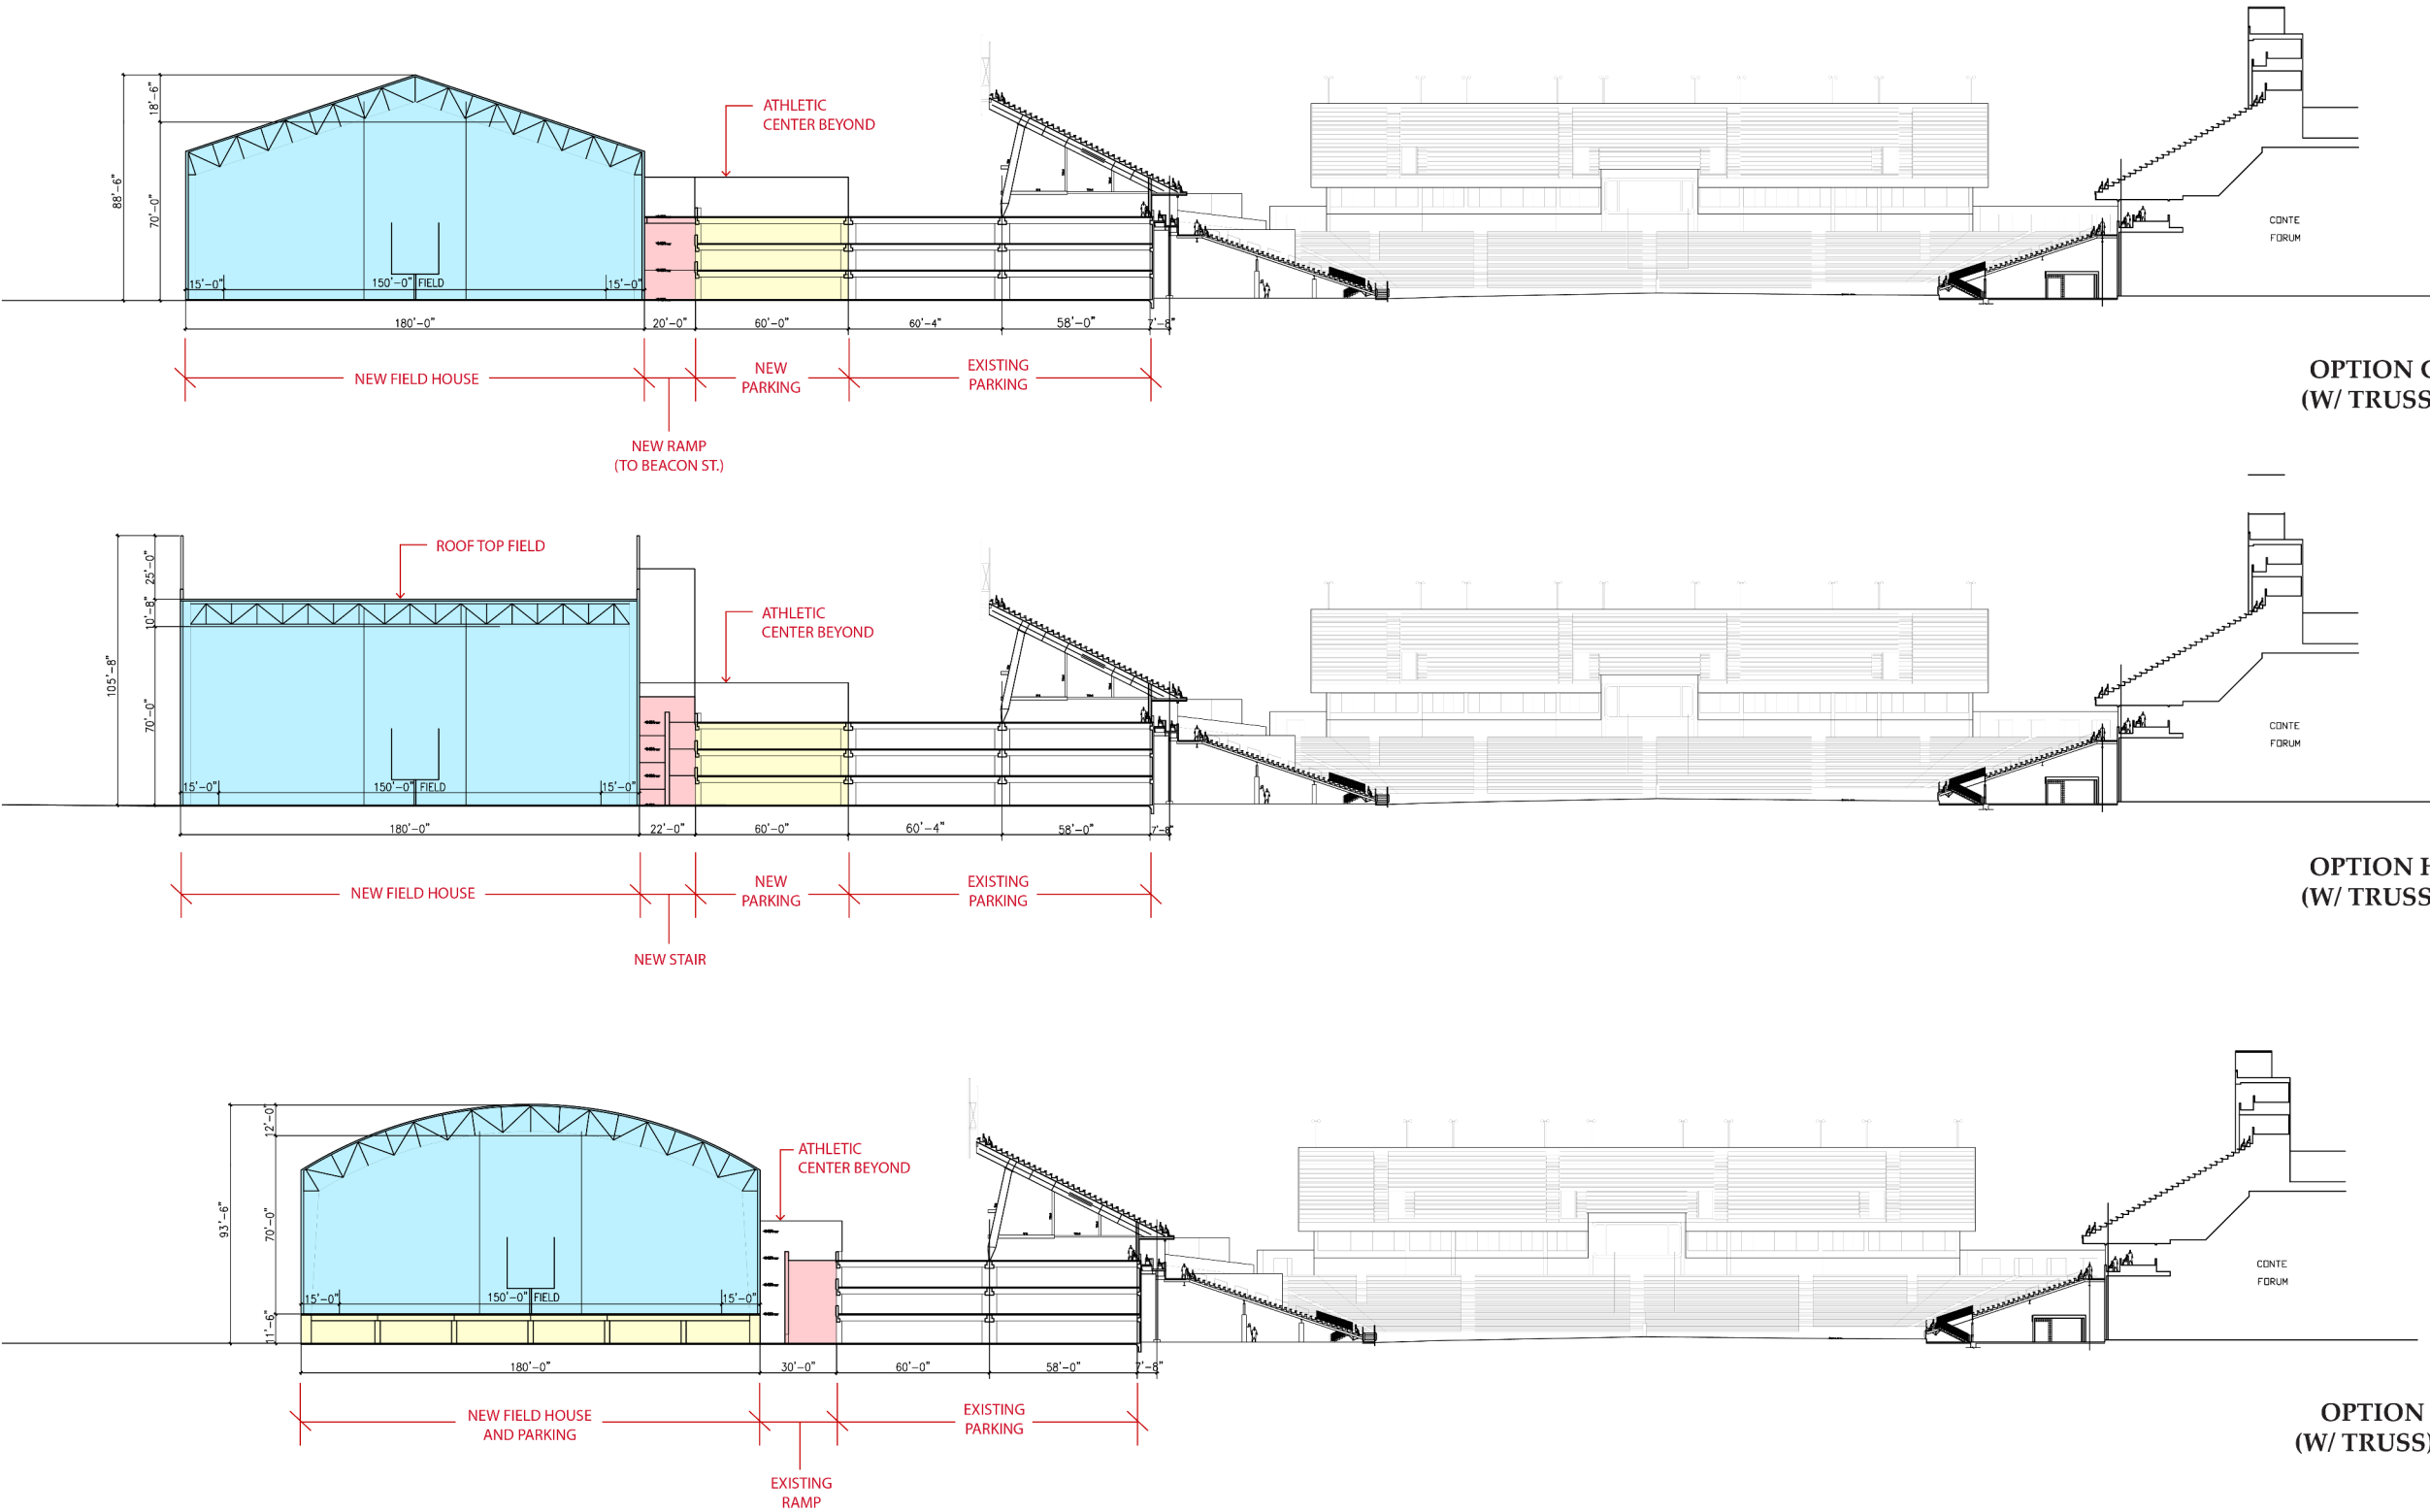 18'-6"
88'-6"
70'-0"
ATHLETIC
CENTER BEYOND
15'-0" 150'-0" FIELD 15'-0"
180'-0" 20'-0" 60'-0" 60'-4" 58'-0" 7'-8"
CONTE
FORUM
NEW FIELD HOUSE
NEW
PARKING
EXISTING
PARKING
NEW RAMP
(TO BEACON ST.)
OPTION
(W/ TRUSS
ROOF TOP FIELD
25'-0"
10'-8"
105'-8"
70'-0"
ATHLETIC
CENTER BEYOND
15'-0" 150'-0" FIELD 15'-0"
180'-0" 22'-0" 60'-0" 60'-4" 58'-0" 7'-8"
CONTE
FORUM
NEW FIELD HOUSE
NEW
PARKING
EXISTING
PARKING
NEW STAIR
OPTION H
(W/ TRUSS
12'-0"
93'-6"
70'-0"
11'-6"
ATHLETIC
CENTER BEYOND
15'-0" 150'-0" FIELD 15'-0"
180'-0" 30'-0" 60'-0" 58'-0" 7'-8"
CONTE
FORUM
NEW FIELD HOUSE
AND PARKING
EXISTING
PARKING
EXISTING
RAMP
OPTION
(W/ TRUSS)